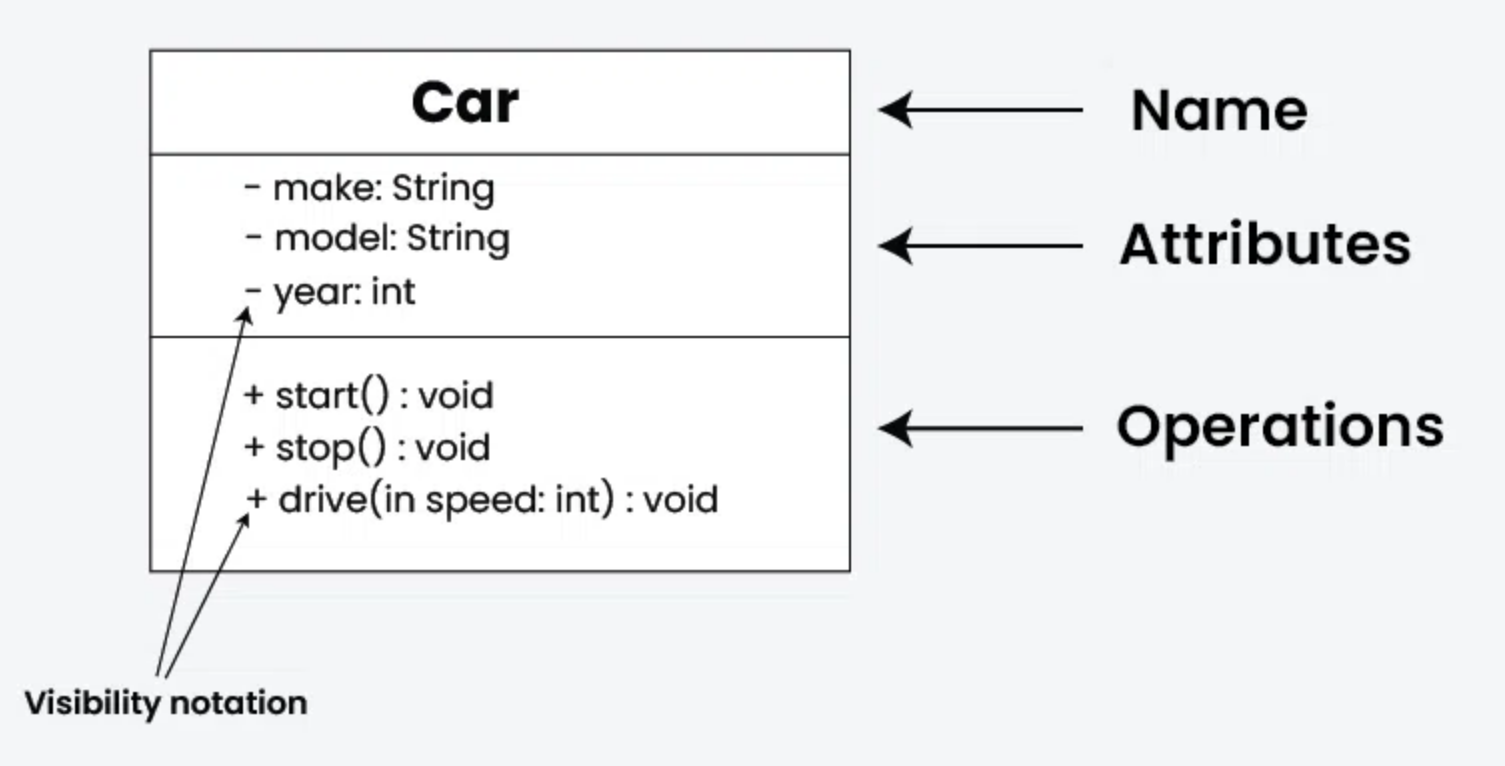 Car
Name
- make: String
- model: String
- year: int
Attributes
+ start() : void
+ stop() : void
+ drive(in speed: int) : void
Operations
Visibility notation